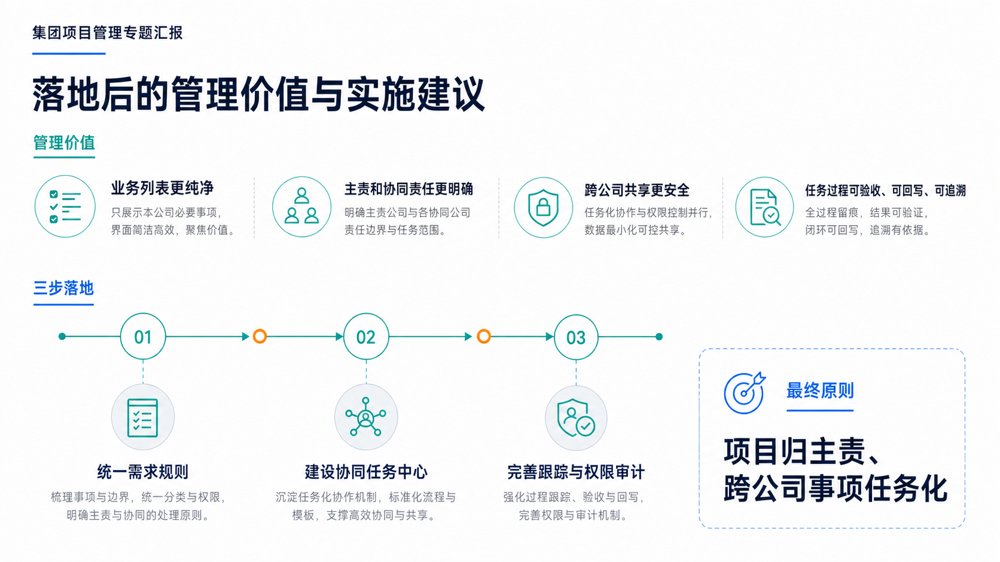 集团项目管理专题汇报
落地后的管理价值与实施建议
管理价值
业务列表更纯净
只展示本公司必要事项，
界面简洁高效，聚焦价值。
主责和协同责任更明确
明确主责公司与各协同公司
责任边界与任务范围。
跨公司共享更安全
任务化协作与权限控制并行，
数据最小化可控共享。
任务过程可验收、可回写、可追溯
全过程留痕，结果可验证，
闭环可回写，追溯有依据。
三步落地
01
02
03
统一需求规则
梳理事项与边界，统一分类与权限，
明确主责与协同的处理原则。
建设协同任务中心
沉淀任务化协作机制，标准化流程与
模板，支撑高效协同与共享。
完善跟踪与权限审计
强化过程跟踪、验收与回写，
完善权限与审计机制。
最终原则
项目归主责、
跨公司事项任务化